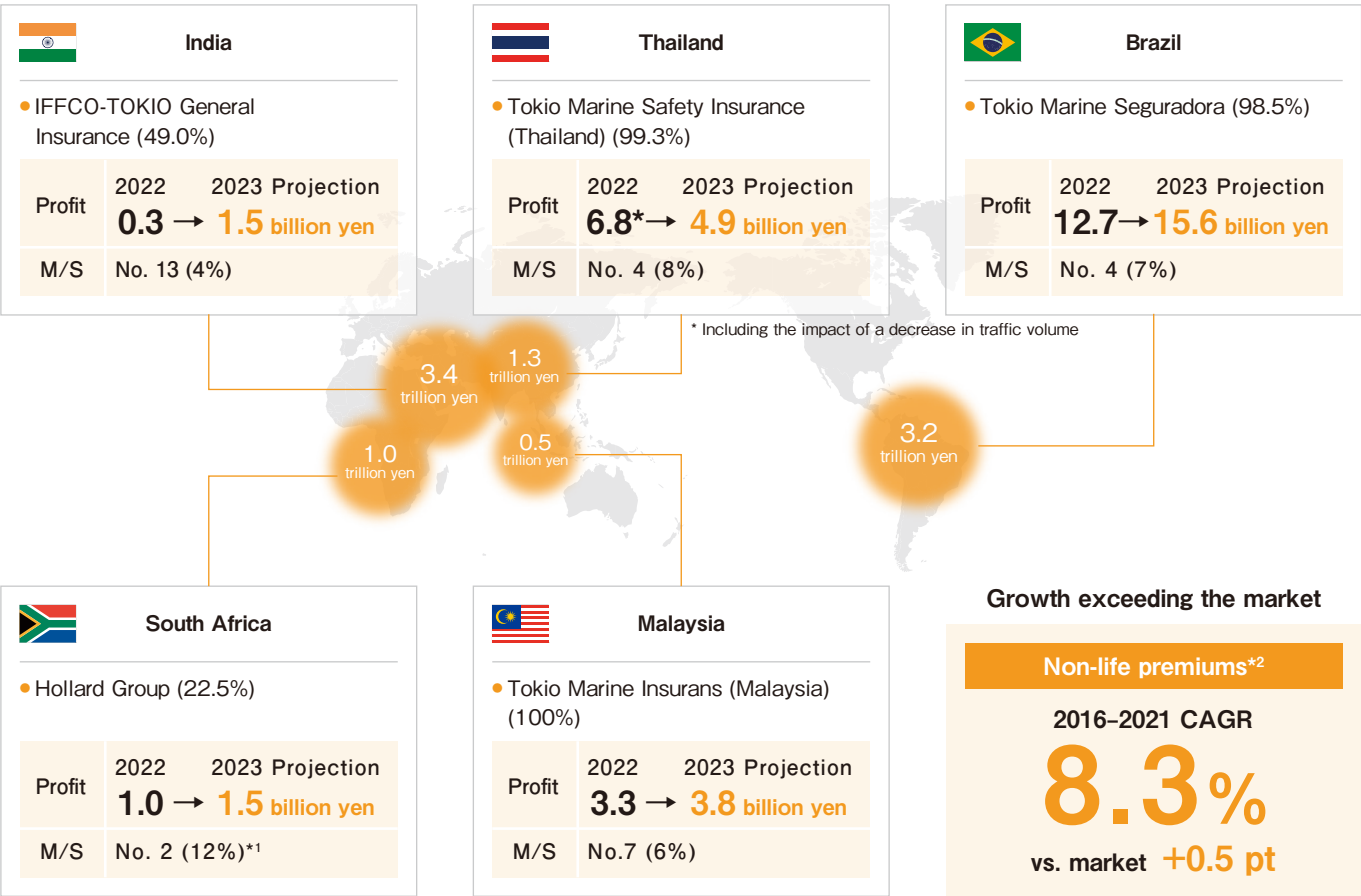 India
• IFFCO-TOKIO General
Insurance (49.0%)
Profit
2022 2023 Projection
0.3 → 1.5 billion yen
M/S No. 13 (4%)
Thailand
• Tokio Marine Safety Insurance
(Thailand) (99.3%)
Profit
2022 2023 Projection
6.8* → 4.9 billion yen
M/S No. 4 (8%)
Brazil
• Tokio Marine Seguradora (98.5%)
Profit
2022 2023 Projection
12.7 → 15.6 billion yen
M/S No. 4 (7%)
* Including the impact of a decrease in traffic volume
3.4
trillion yen
1.3
trillion yen
1.0
trillion yen
0.5
trillion yen
3.2
trillion yen
South Africa
• Hollard Group (22.5%)
Profit
2022 2023 Projection
1.0 → 1.5 billion yen
M/S No. 2 (12%)*1
Malaysia
• Tokio Marine Insurans (Malaysia)
(100%)
Profit
2022 2023 Projection
3.3 → 3.8 billion yen
M/S No.7 (6%)
Growth exceeding the market
Non-life premiums*2
2016–2021 CAGR
8.3%
vs. market +0.5 pt